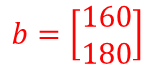 b = [160
180]